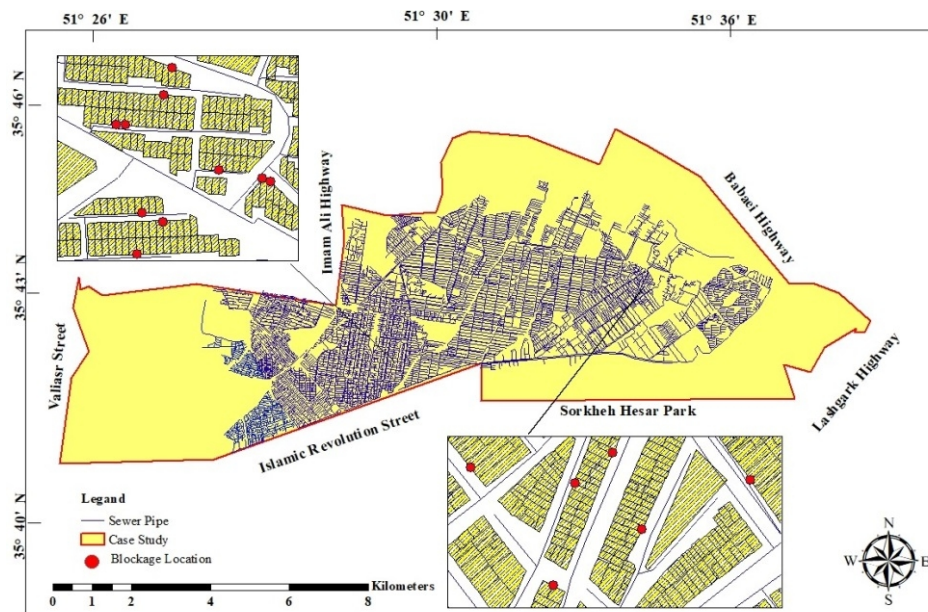 51° 26' E
51° 30' E
51° 36' E
35° 46' N
35° 43' N
35° 40' N
Imam Ali Highway
Babaei Highway
Valiasr Street
Lashgark Highway
Islamic Revolution Street
Sorkheh Hesar Park
Legand
Sewer Pipe
Case Study
Blockage Location
Kilometers
0 1 2 4 6 8
N
W E
S